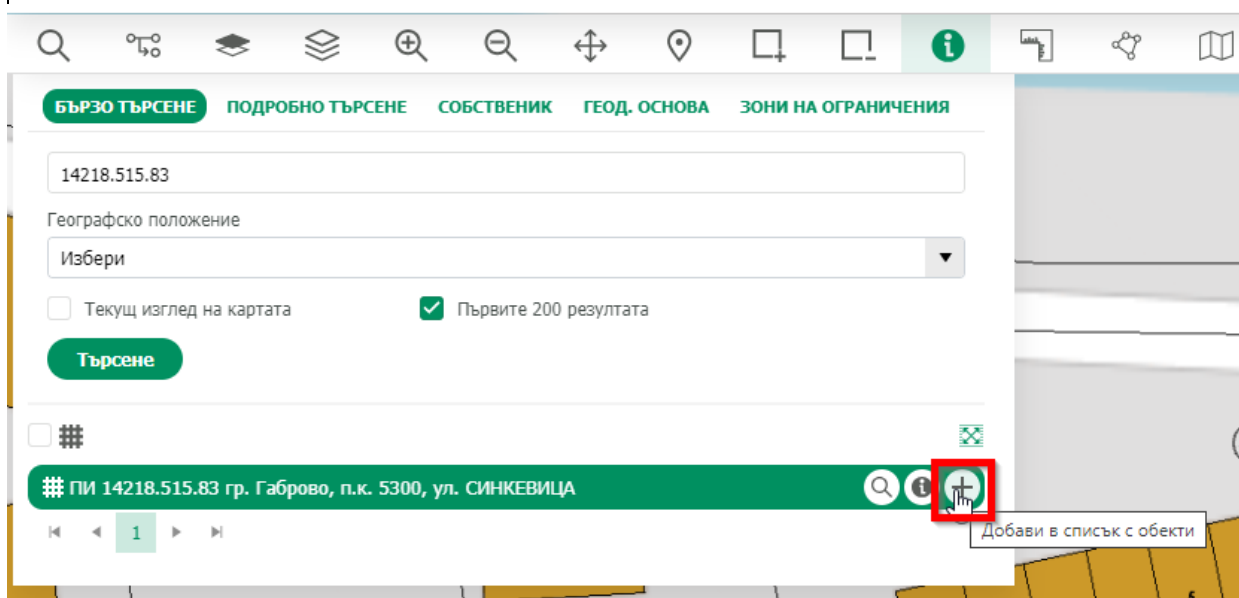 БЪРЗО ТЪРСЕНЕ ПОДРОБНО ТЪРСЕНЕ СОБСТВЕНИК ГЕОД. ОСНОВА ЗОНИ НА ОГРАНИЧЕНИЯ
14218.515.83
Географско положение
Избери
Текущ изглед на картата Първите 200 резултата
Търсене
ПИ 14218.515.83 гр. Габрово, п.к. 5300, ул. СИНКЕВИЦА
1
Добави в списък с обекти